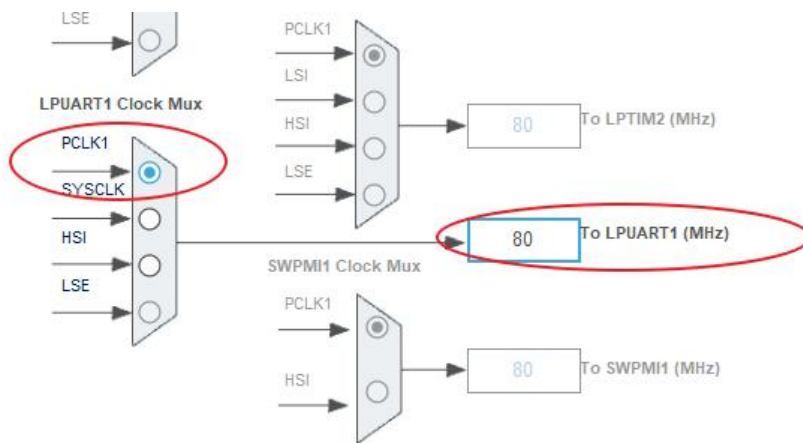 LSE
LPUART1 Clock Mux
PCLK1
SYSCLK
HSI
LSE
PCLK1
LSI
HSI
LSE
80
To LPTIM2 (MHz)
80
To LPUART1 (MHz)
SWPMI1 Clock Mux
PCLK1
HSI
80
To SWPMI1 (MHz)